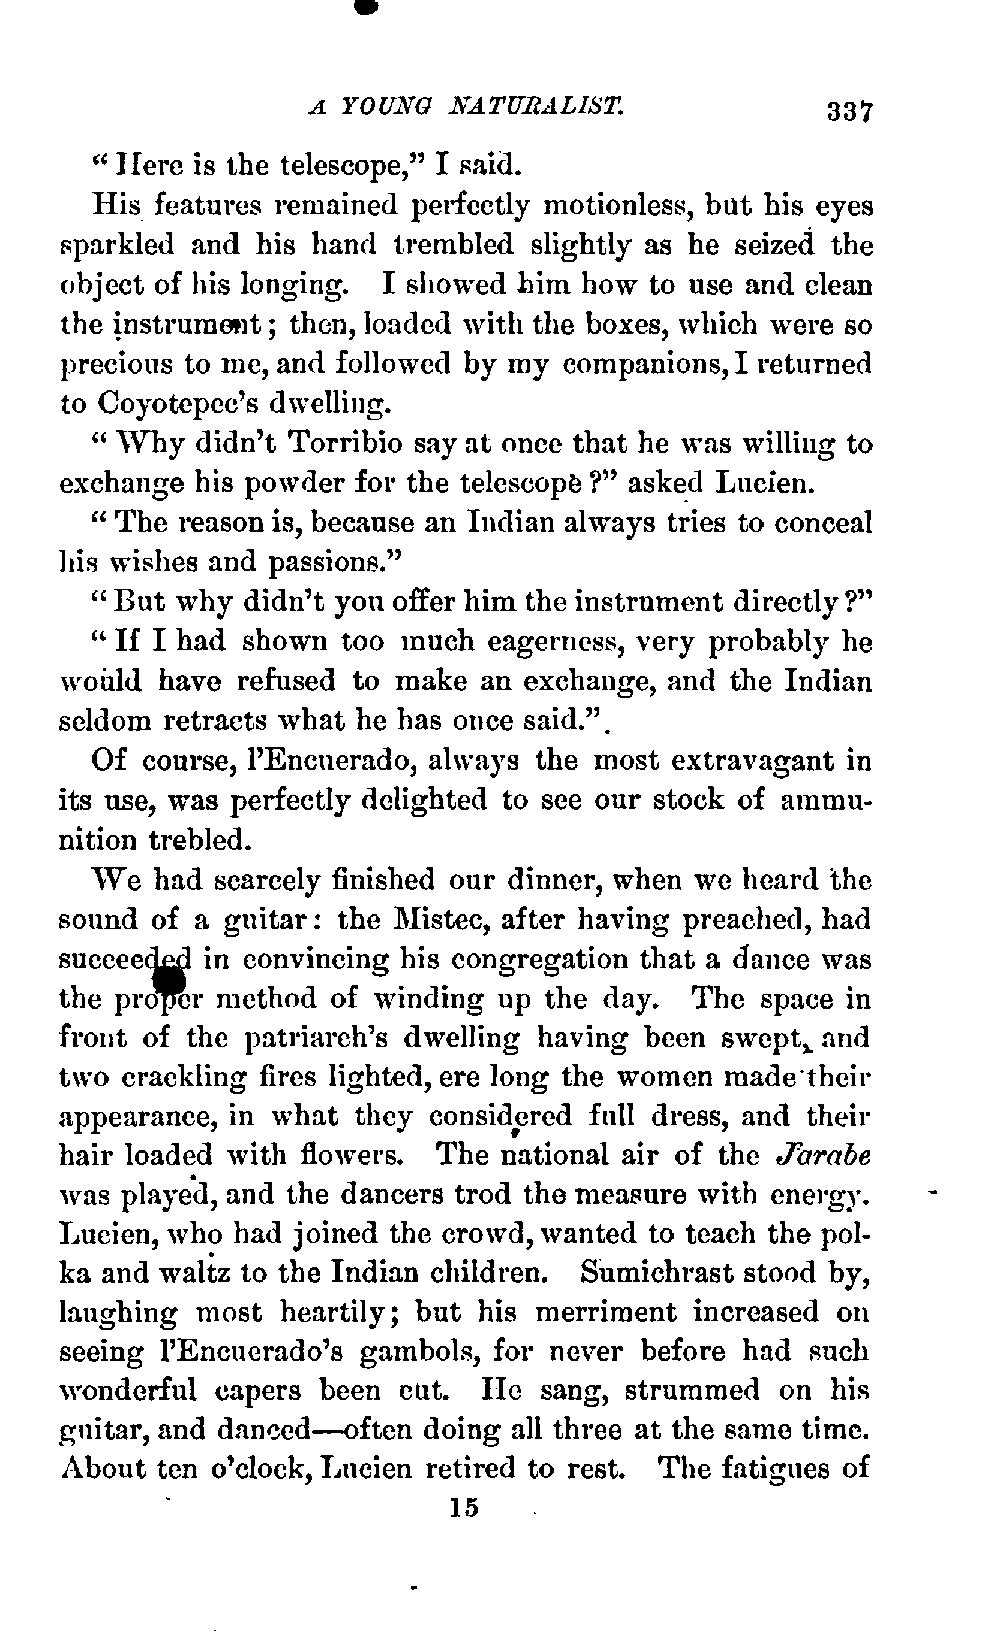 A YOUNG NATURALIST. 337
“Here is the telescope,” I said.
His features remained perfectly motionless, but his eyes
sparkled and his hand trembled slightly as he seized the
object of his longing. I showed him how to use and clean
the instrument; then, loaded with the boxes, which were so
precious to me, and followed by my companions, I returned
to Coyotepec’s dwelling.
“Why didn’t Torribio say at once that he was willing to
exchange his powder for the telescope?” asked Lucien.
“The reason is, because an Indian always tries to conceal
his wishes and passions.”
“But why didn’t you offer him the instrument directly?”
“If I had shown too much eagerness, very probably he
would have refused to make an exchange, and the Indian
seldom retracts what he has once said.”
Of course, l’Encuerado, always the most extravagant in
its use, was perfectly delighted to see our stock of ammu-
nition trebled.
We had scarcely finished our dinner, when we heard the
sound of a guitar: the Mistec, after having preached, had
succeeded in convincing his congregation that a dance was
the proper method of winding up the day. The space in
front of the patriarch’s dwelling having been swept, and
two crackling fires lighted, ere long the women made their
appearance, in what they considered full dress, and their
hair loaded with flowers. The national air of the Jarabe
was played, and the dancers trod the measure with energy.
Lucien, who had joined the crowd, wanted to teach the pol-
ka and waltz to the Indian children. Sumichrast stood by,
laughing most heartily; but his merriment increased on
seeing l’Encuerado’s gambols, for never before had such
wonderful capers been cut. He sang, strummed on his
guitar, and danced—often doing all three at the same time.
About ten o’clock, Lucien retired to rest. The fatigues of
15